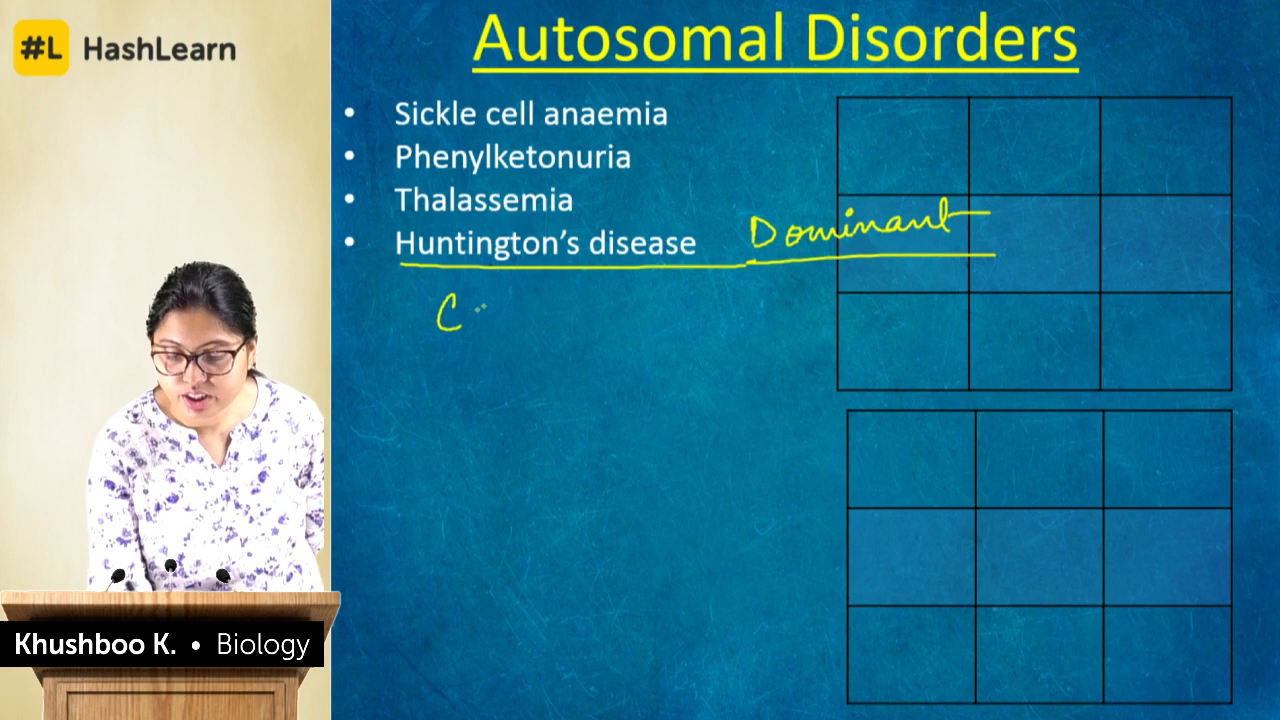 #L HashLearn
Autosomal Disorders
• Sickle cell anaemia
• Phenylketonuria
• Thalassemia
• Huntington's disease Dominant
C
Khushboo K. • Biology